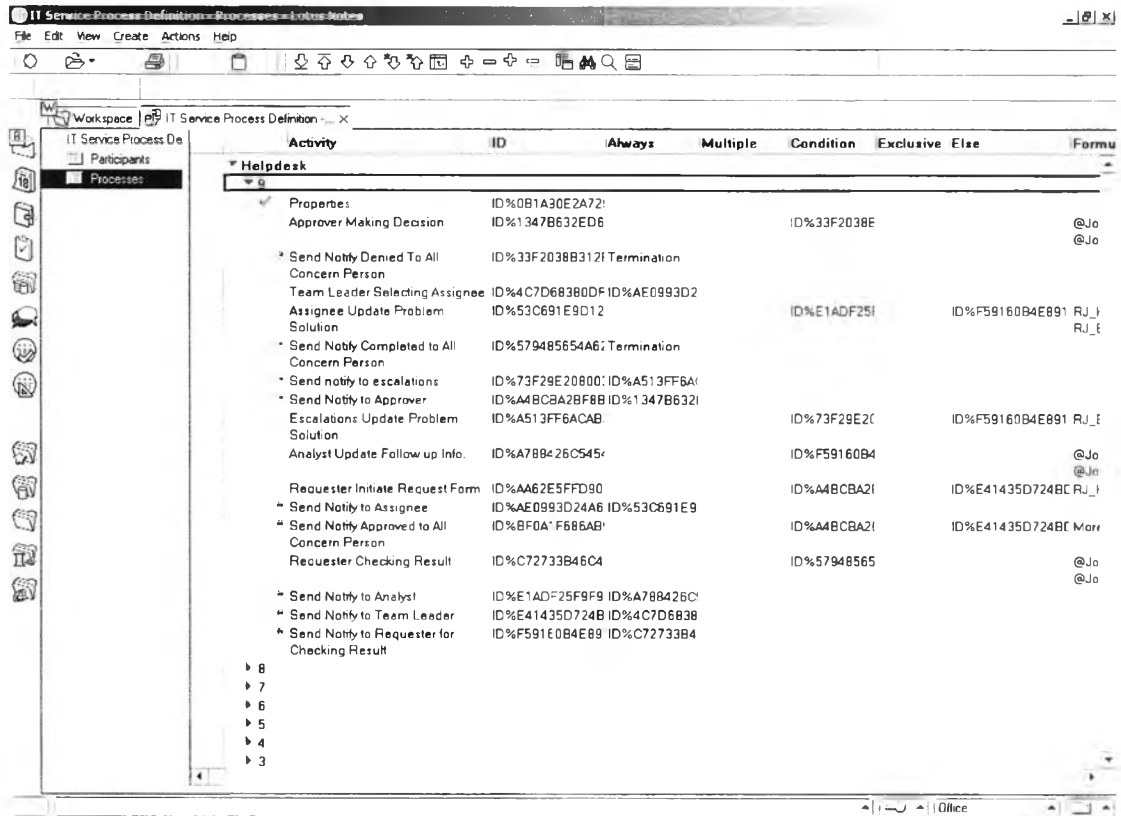 IT Service Process Definition - Processes - Lotus Notes
File Edit View Create Actions Help
Workspace IT Service Process Definition -...
IT Service Process De
Participants
Processes
Activity ID Always Multiple Condition Exclusive Else Formu
Helpdesk
9
Properties ID%0B1A30E2A72
Approver Making Decision ID%1347B632ED6 ID%33F2038E @Jo
@Jo
Send Notify Denied To All ID%33F2038B312 Termination
Concern Person
Team Leader Selecting Assignee ID%4C7D68380DF ID%AE0993D2
Assignee Update Problem ID%53C691E9D12 ID%E1ADF25 ID%F59160B4E891 RJ_
Solution RJ_E
Send Notify Completed to All ID%579485654A6 Termination
Concern Person
Send notify to escalations ID%73F29E20800 ID%A513FF6A
Send Notify to Approver ID%A4BCBA2BF8B ID%1347B632
Escalations Update Problem ID%A513FF6ACAB ID%73F29E2 ID%F59160B4E891 RJ_E
Solution
Analyst Update Follow up Info. ID%A788426C545 ID%F59160B4 @Jo
@Jo
Requester Initiate Request Form ID%AA62E5FFD90 ID%A4BCBA2 ID%E41435D724B RJ_
Send Notify to Assignee ID%AE0993D24A6 ID%53C691E9
Send Notify Approved to All ID%BF0A1F686AB ID%A4BCBA2 ID%E41435D724B More
Concern Person
Requester Checking Result ID%C72733B46C4 ID%57948565 @Jo
@Jo
Send Notify to Analyst ID%E1ADF25F9F9 ID%A788426C
Send Notify to Team Leader ID%E41435D724B ID%4C7D6838
Send Notify to Requester for ID%F59160B4E89 ID%C72733B4
Checking Result
8
7
6
5
4
3
Office